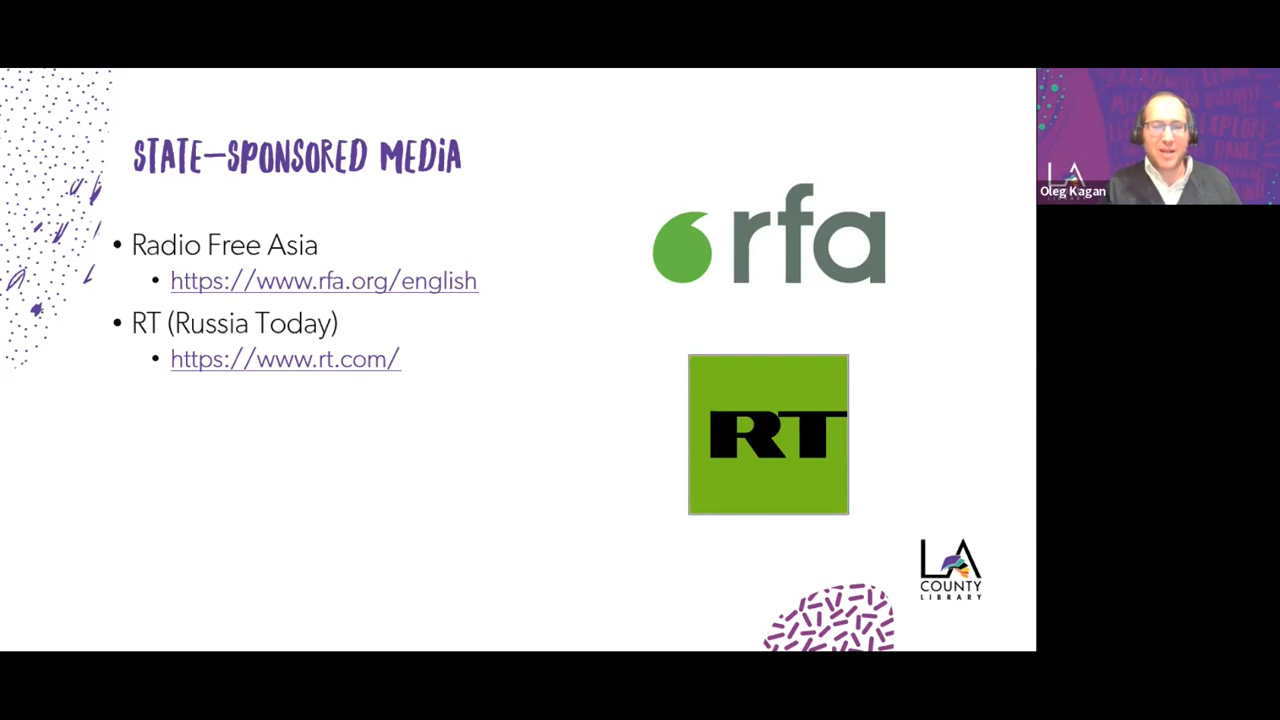 STATE-SPONSORED MEDIA
• Radio Free Asia
• https://www.rfa.org/english
• RT (Russia Today)
• https://www.rt.com/
rfa
RT
LA
COUNTY
LIBRARY
LA
Oleg Kagan